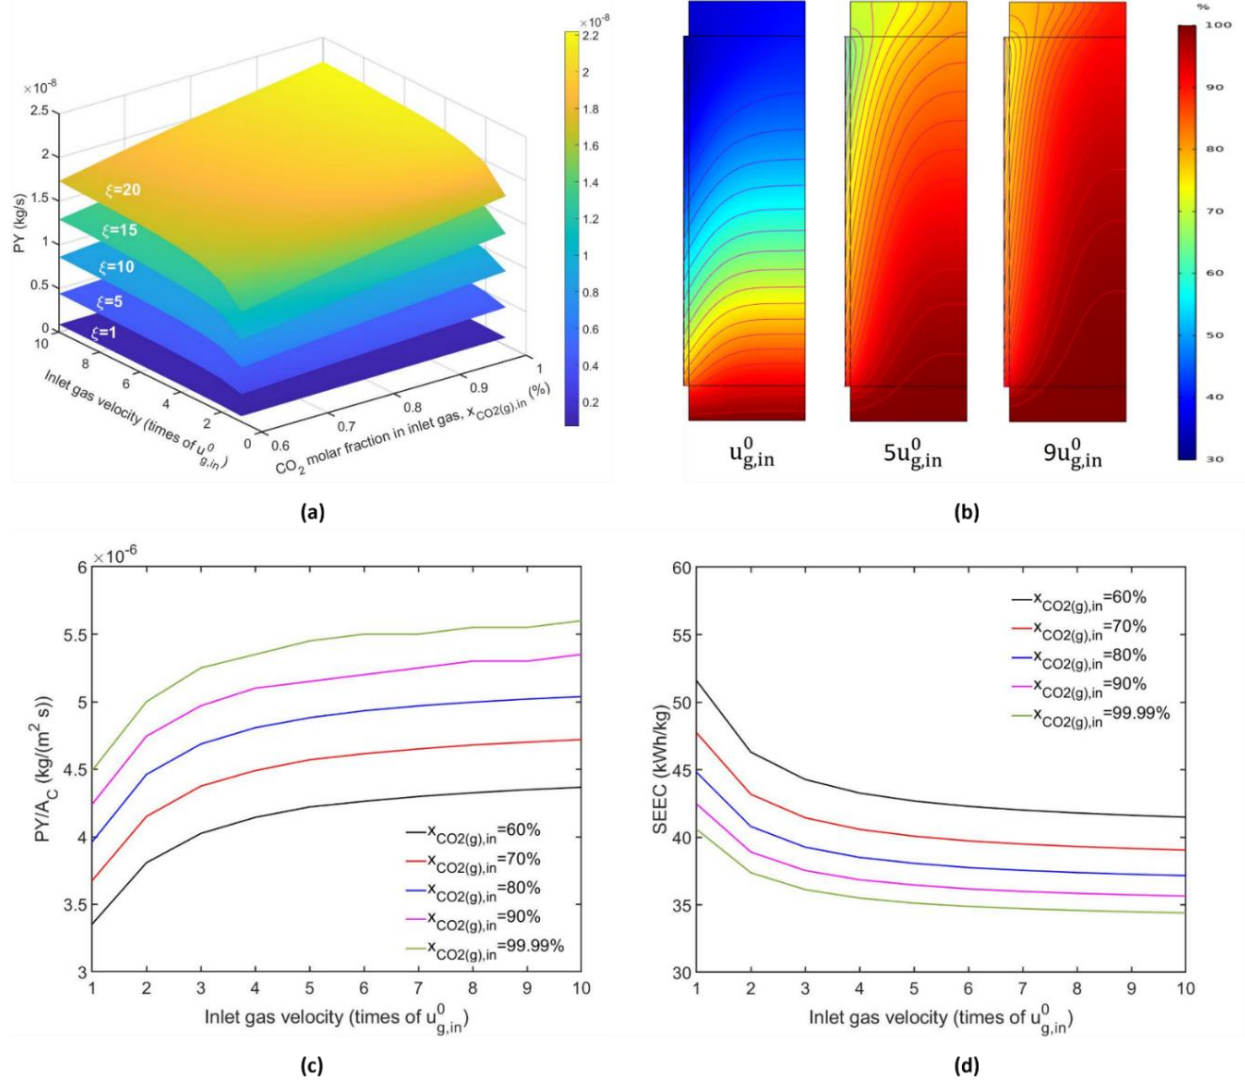 ×10⁻⁸
2.5
2
1.5
1
0.5
0
PY (kg/s)
ξ=20
ξ=15
ξ=10
ξ=5
ξ=1
10
8
6
4
2
0
Inlet gas velocity (times of u⁰g,in)
0.6
0.7
0.8
0.9
1
CO₂ molar fraction in inlet gas, xCO2(g),in (%)
×10⁻⁸
2.2
2
1.8
1.6
1.4
1.2
1
0.8
0.6
0.4
0.2
(a)
%
100
90
80
70
60
50
40
30
u⁰g,in
5u⁰g,in
9u⁰g,in
(b)
×10⁻⁶
6
5.5
5
4.5
4
3.5
3
PY/AC (kg/(m² s))
xCO2(g),in=60%
xCO2(g),in=70%
xCO2(g),in=80%
xCO2(g),in=90%
xCO2(g),in=99.99%
1 2 3 4 5 6 7 8 9 10
Inlet gas velocity (times of u⁰g,in)
(c)
60
55
50
45
40
35
30
SEEC (kWh/kg)
xCO2(g),in=60%
xCO2(g),in=70%
xCO2(g),in=80%
xCO2(g),in=90%
xCO2(g),in=99.99%
1 2 3 4 5 6 7 8 9 10
Inlet gas velocity (times of u⁰g,in)
(d)